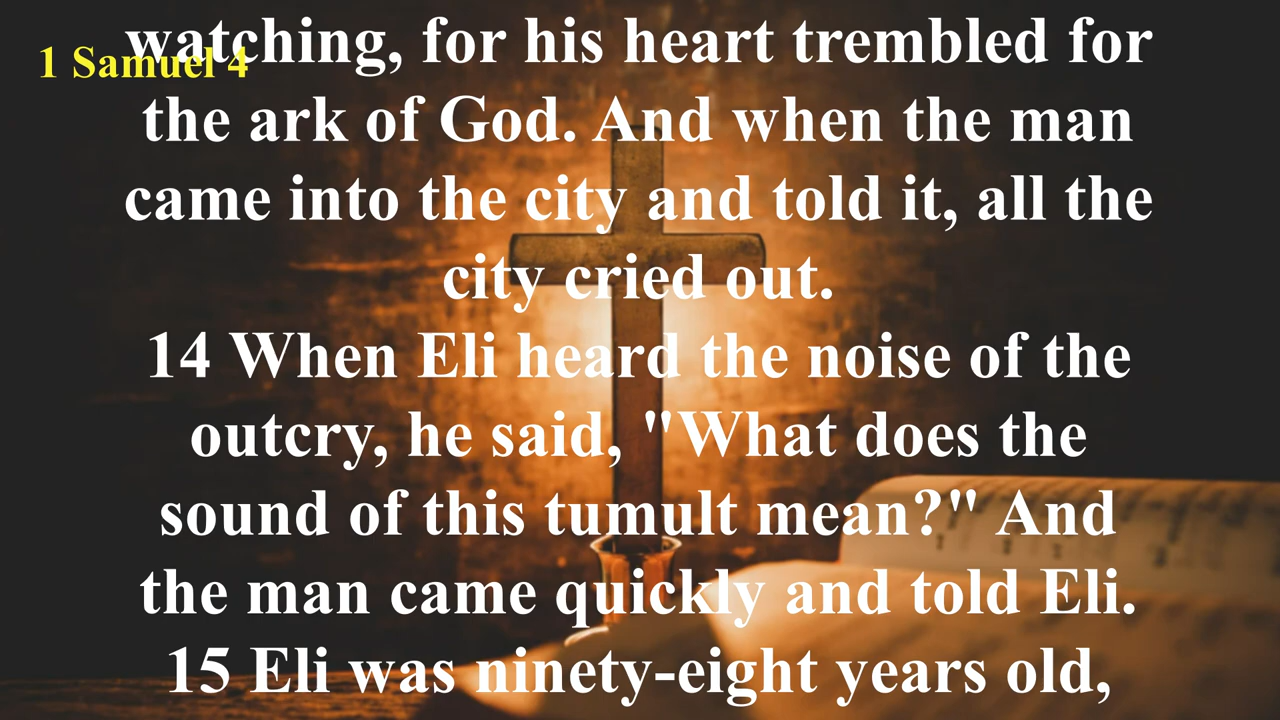 1 Samuel 4
watching, for his heart trembled for
the ark of God. And when the man
came into the city and told it, all the
city cried out.
14 When Eli heard the noise of the
outcry, he said, "What does the
sound of this tumult mean?" And
the man came quickly and told Eli.
15 Eli was ninety-eight years old,